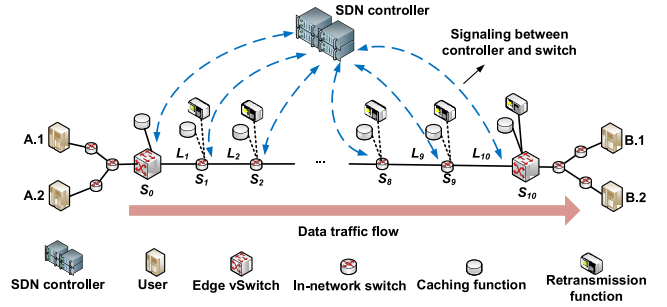 SDN controller
Signaling between
controller and switch
A.1
A.2
L1
L2
...
L9
L10
B.1
B.2
S0
S1
S2
S8
S9
S10
Data traffic flow
SDN controller
User
Edge vSwitch
In-network switch
Caching function
Retransmission
function